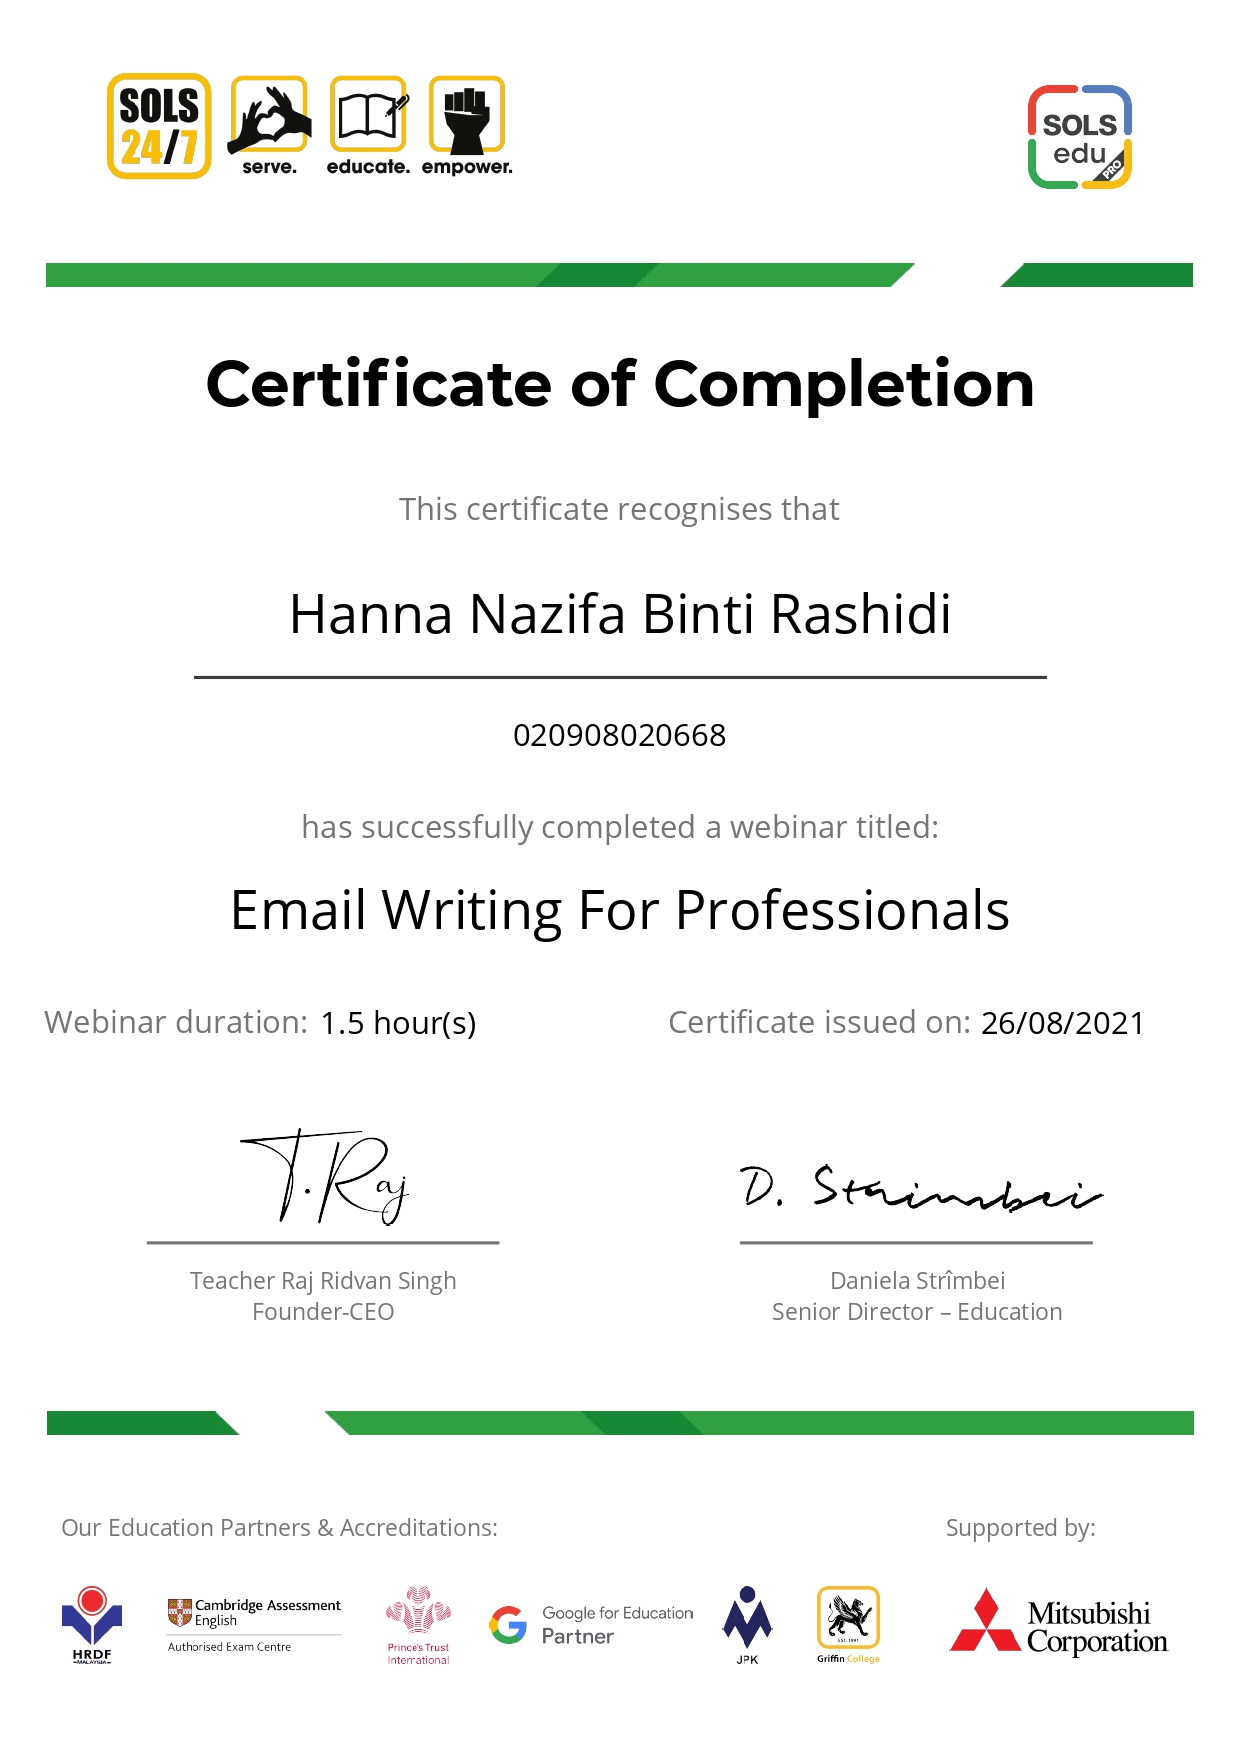 SOLS
24/7
serve. educate. empower.
SOLS
edu
PRO
Certificate of Completion
This certificate recognises that
Hanna Nazifa Binti Rashidi
020908020668
has successfully completed a webinar titled:
Email Writing For Professionals
Webinar duration: 1.5 hour(s) Certificate issued on: 26/08/2021
T.Raj D. Strimbei
Teacher Raj Ridvan Singh
Founder-CEO
Daniela Strîmbei
Senior Director – Education
Our Education Partners & Accreditations:
Supported by:
HRDF
MALAYSIA
Cambridge Assessment
English
Authorised Exam Centre
Prince's Trust
International
Google for Education
Partner
JPK
EST. 1991
Griffin College
Mitsubishi
Corporation